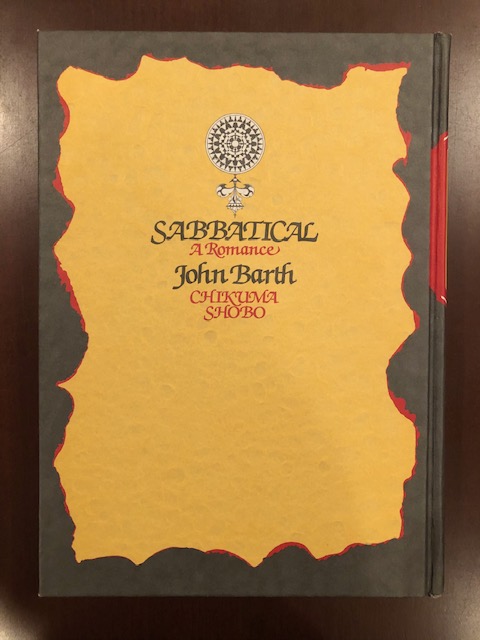 SABBATICAL
A Romance
John Barth
CHIKUMA
SHOBO